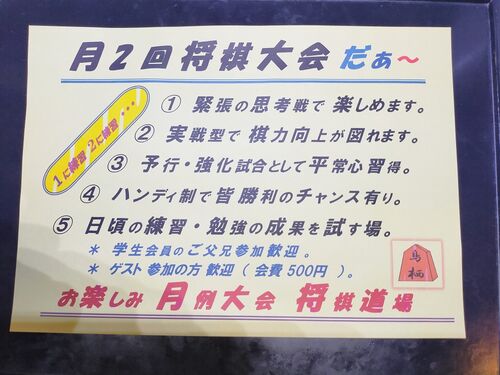 月2回将棋大会 だぁ～
1に練習 2に練習・・・
① 緊張の思考戦で 楽しめます。
② 実戦型で 棋力向上が図れます。
③ 予行・強化試合として平常心習得。
④ ハンディ制で皆勝利のチャンス有り。
⑤ 日頃の練習・勉強の成果を試す場。
* 学生会員のご父兄参加歓迎 。
* ゲスト参加の方 歓迎 ( 会費 500円 )。
鳥
栖
お楽しみ 月例大会 将棋道場